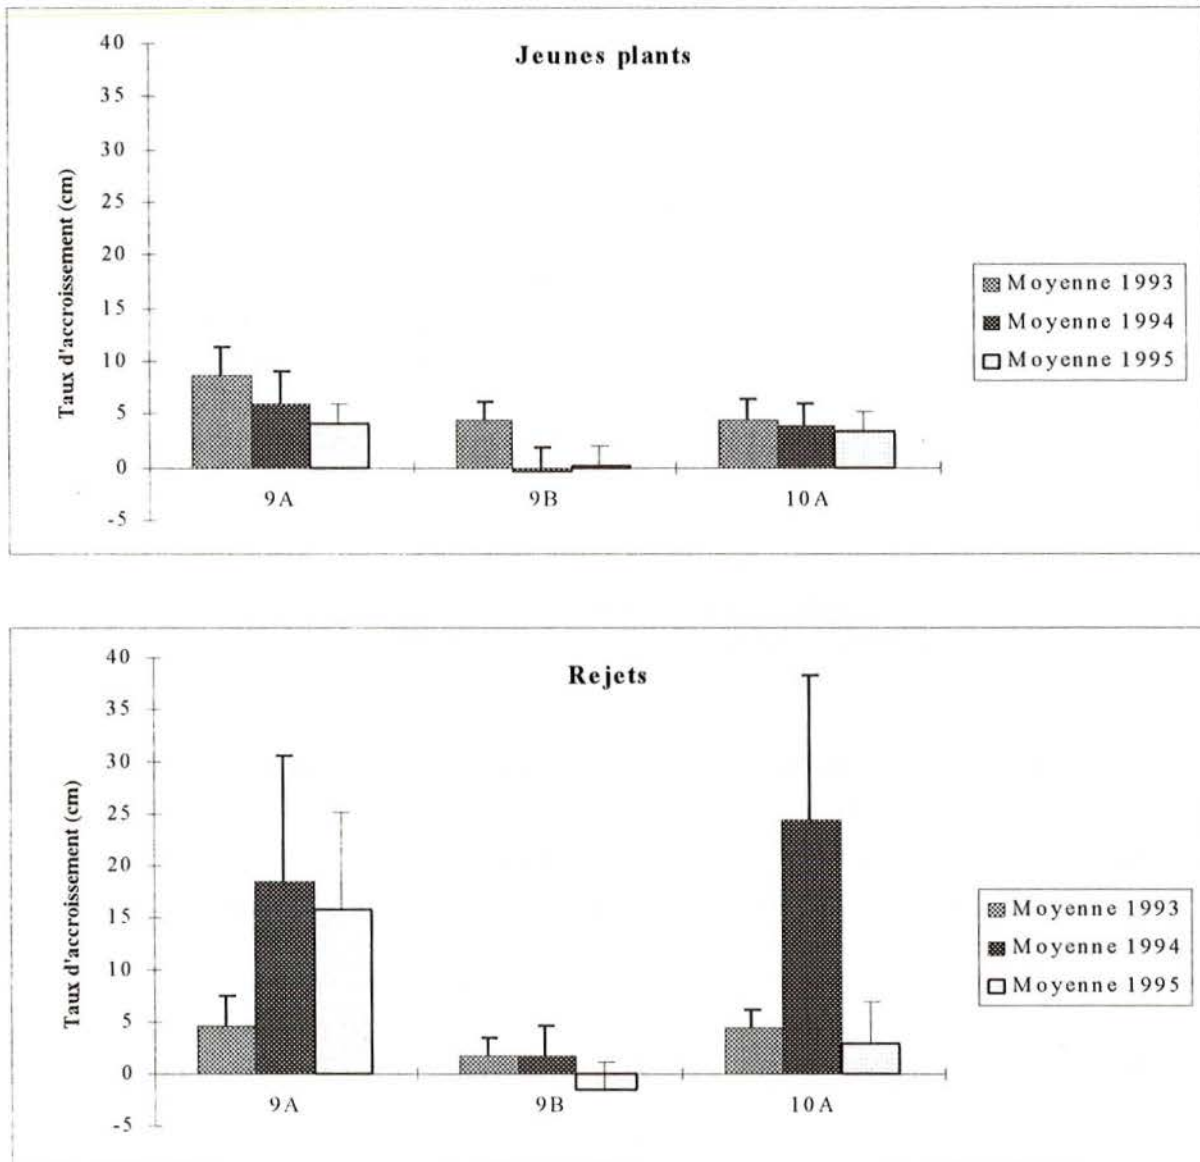 Jeunes plants
Taux d'accroissement (cm)
40
35
30
25
20
15
10
5
0
-5
9A 9B 10A
Moyenne 1993
Moyenne 1994
Moyenne 1995
Rejets
Taux d'accroissement (cm)
40
35
30
25
20
15
10
5
0
-5
9A 9B 10A
Moyenne 1993
Moyenne 1994
Moyenne 1995